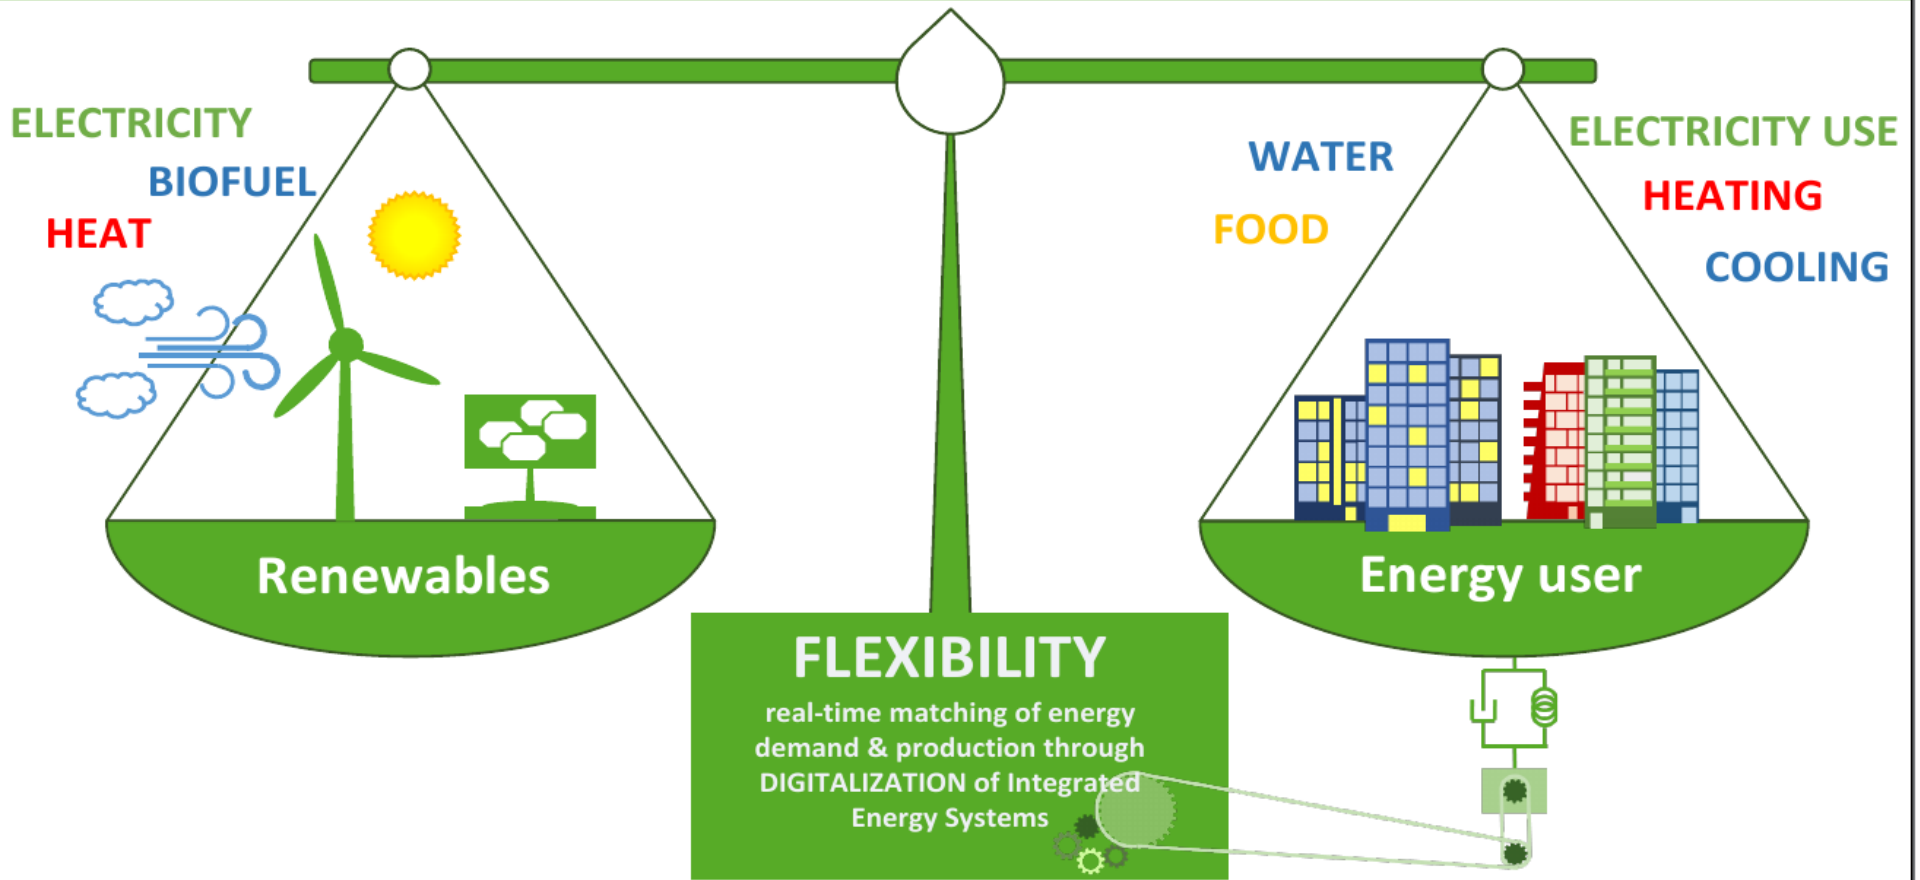 ELECTRICITY
BIOFUEL
HEAT
WATER
FOOD
ELECTRICITY USE
HEATING
COOLING
Renewables
Energy user
FLEXIBILITY
real-time matching of energy
demand & production through
DIGITALIZATION of Integrated
Energy Systems